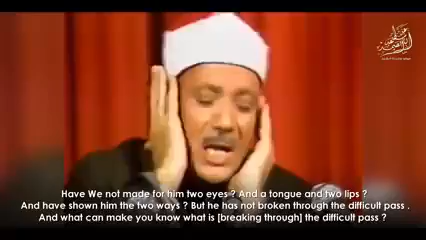 Have We not made for him two eyes ? And a tongue and two lips ?
And have shown him the two ways ? But he has not broken through the difficult pass .
And what can make you know what is [breaking through] the difficult pass ?